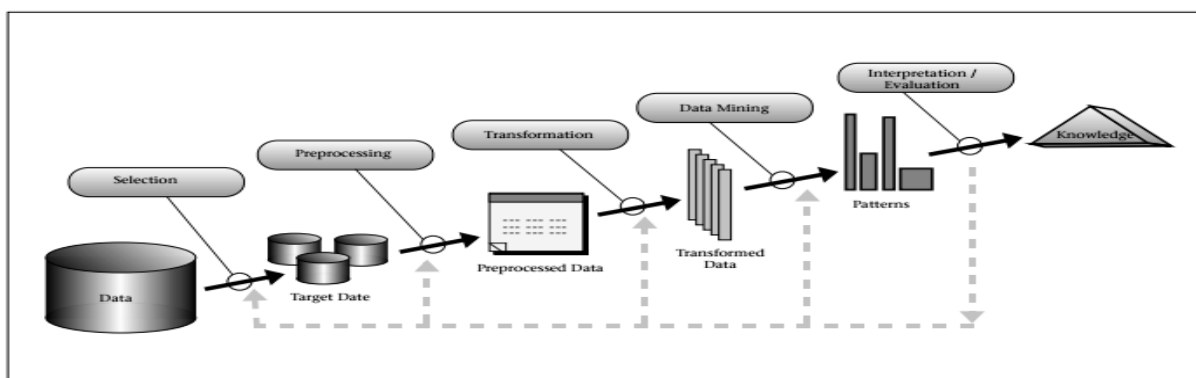 Interpretation /
Evaluation
Data Mining
Transformation
Preprocessing
Selection
Knowledge
Patterns
Transformed
Data
Preprocessed Data
Target Date
Data